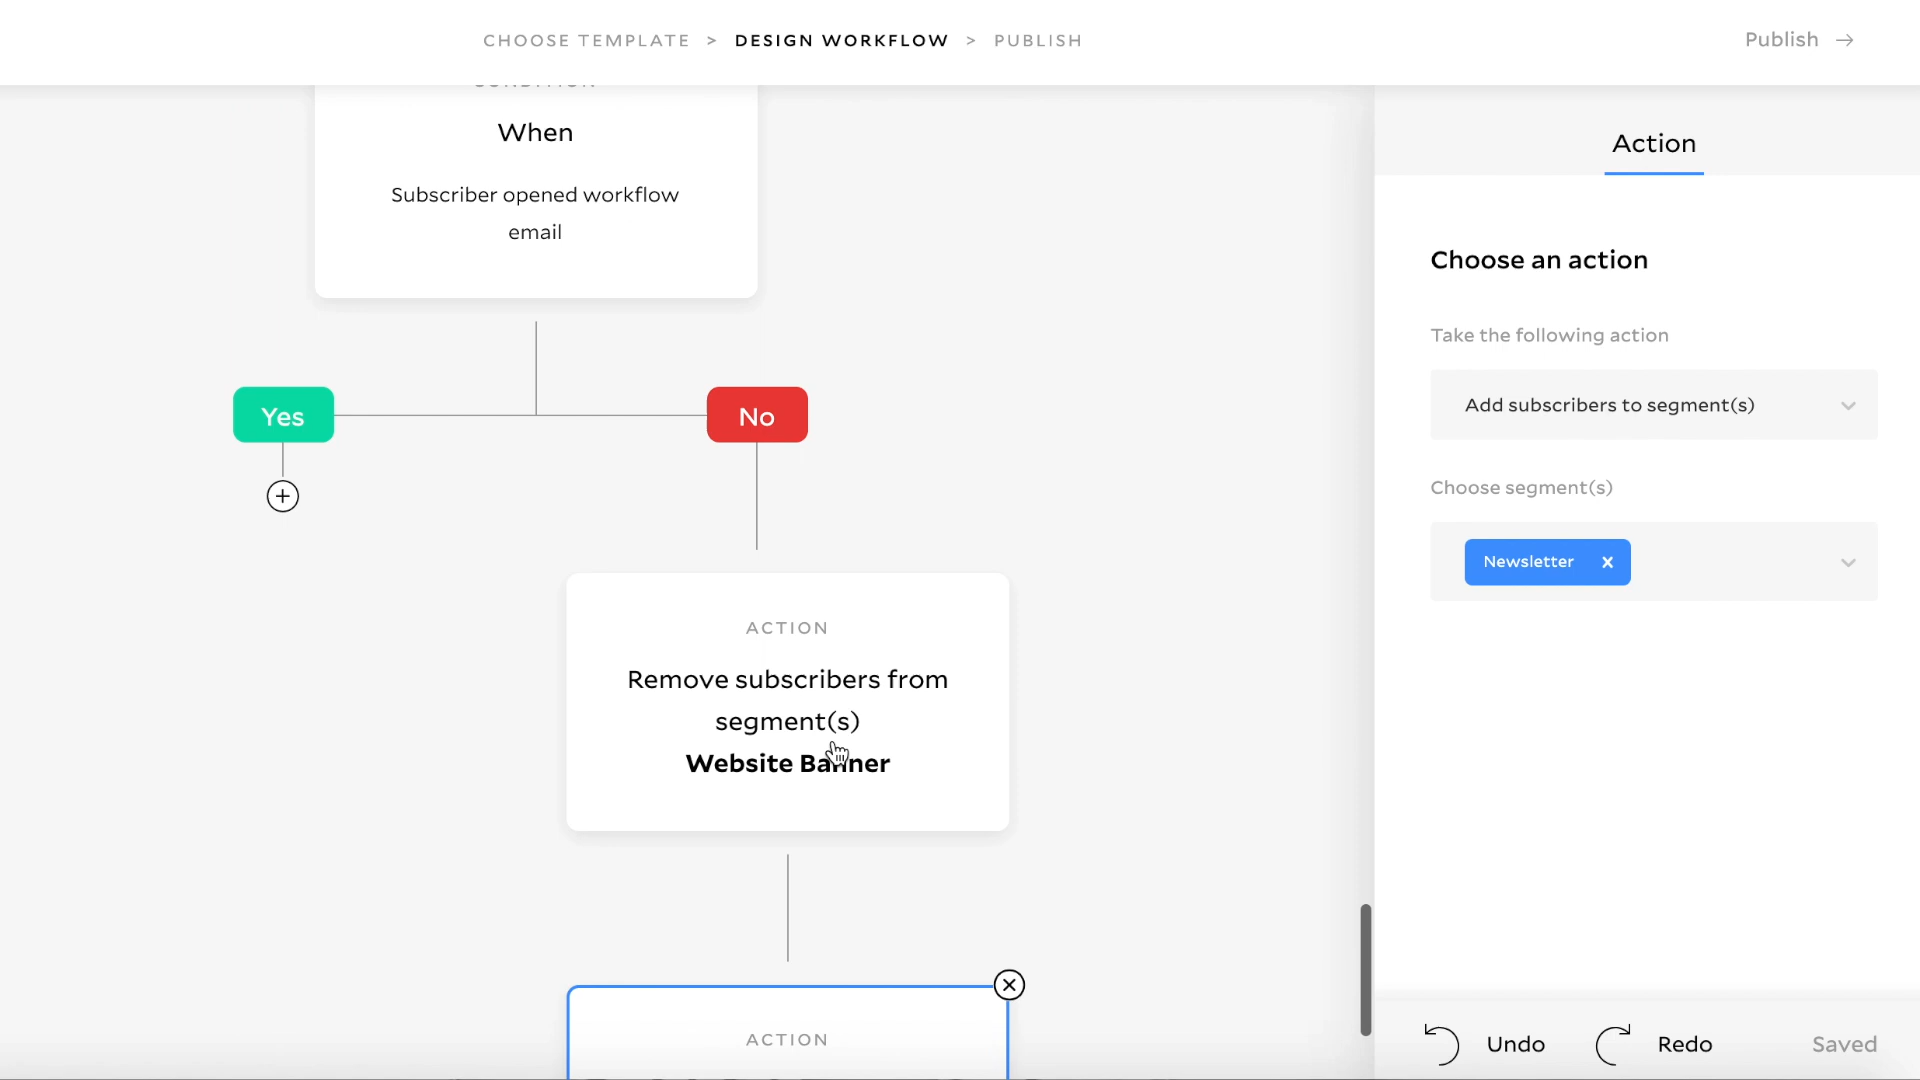 CHOOSE TEMPLATE > DESIGN WORKFLOW > PUBLISH
Publish →
CONDITION
When
Subscriber opened workflow
email
Yes
No
ACTION
Remove subscribers from
segment(s)
Website Banner
ACTION
Action
Choose an action
Take the following action
Add subscribers to segment(s)
Choose segment(s)
Newsletter x
Undo
Redo
Saved